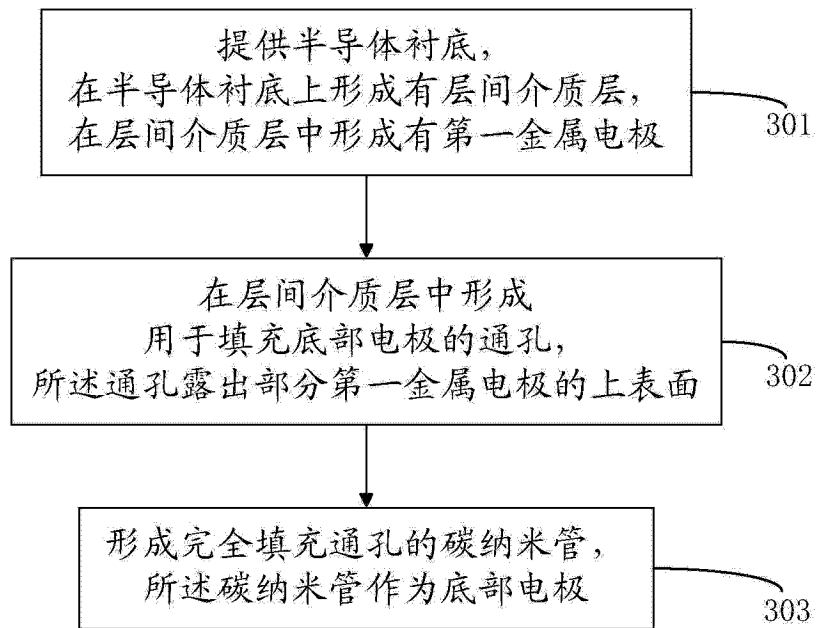 提供半导体衬底，
在半导体衬底上形成有层间介质层，
在层间介质层中形成有第一金属电极
301
在层间介质层中形成
用于填充底部电极的通孔，
所述通孔露出部分第一金属电极的上表面
302
形成完全填充通孔的碳纳米管，
所述碳纳米管作为底部电极
303